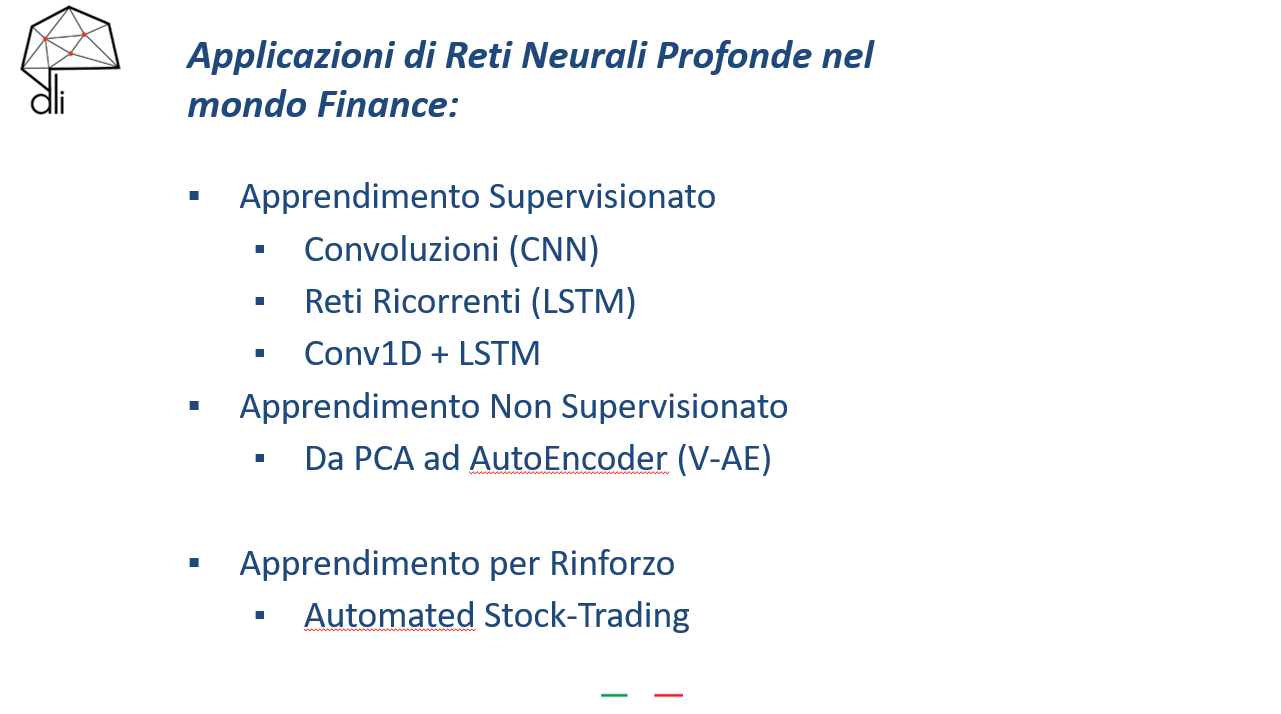 dli
Applicazioni di Reti Neurali Profonde nel
mondo Finance:
▪ Apprendimento Supervisionato
▪ Convoluzioni (CNN)
▪ Reti Ricorrenti (LSTM)
▪ Conv1D + LSTM
▪ Apprendimento Non Supervisionato
▪ Da PCA ad AutoEncoder (V-AE)
▪ Apprendimento per Rinforzo
▪ Automated Stock-Trading